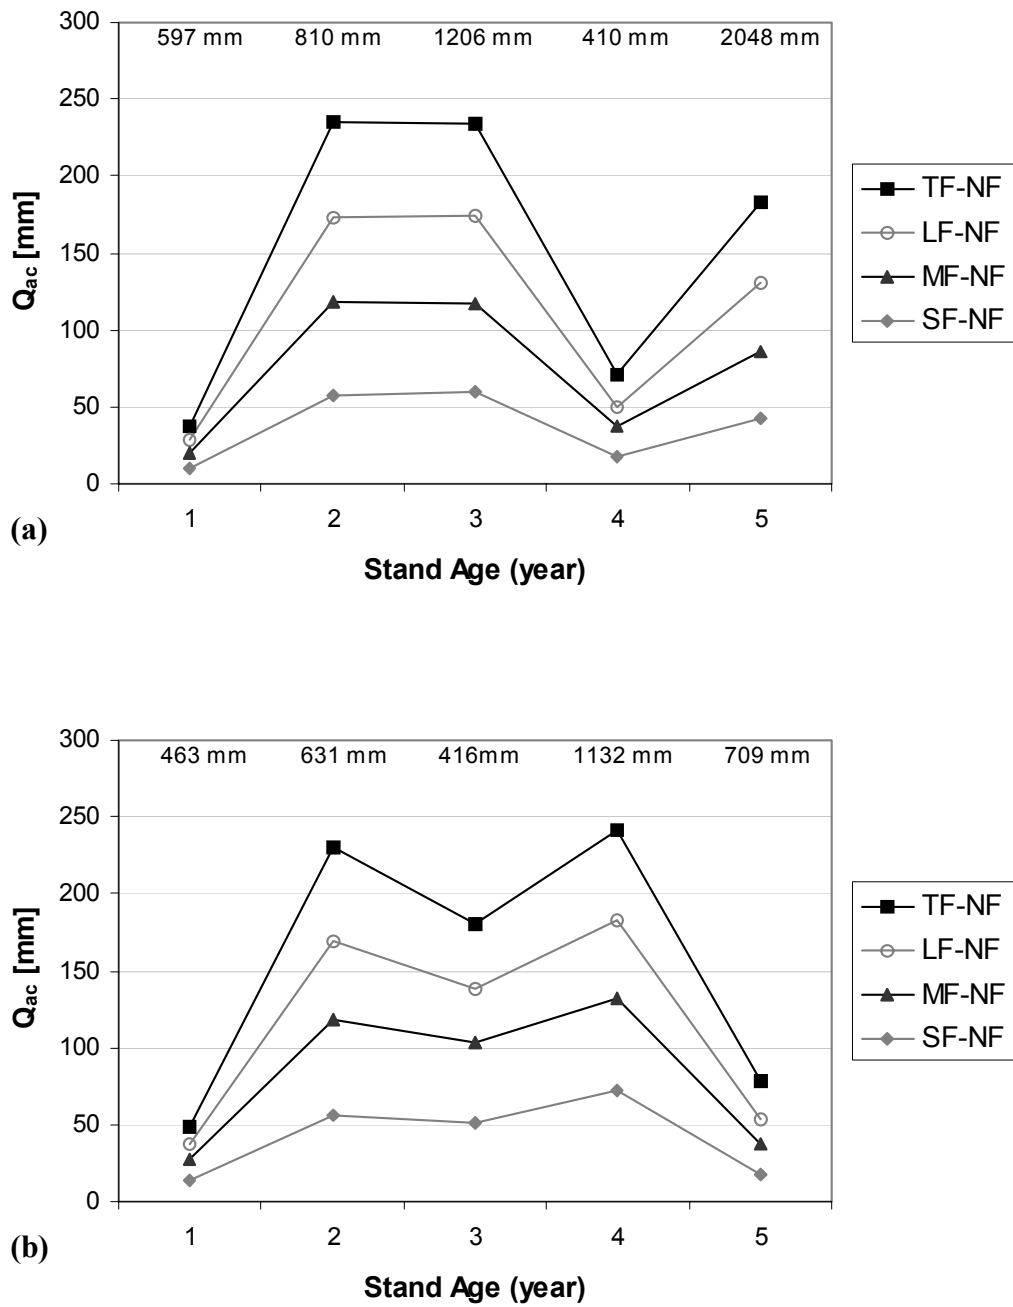 300
597 mm 810 mm 1206 mm 410 mm 2048 mm
250
200
150
100
50
0
Qac [mm]
TF-NF
LF-NF
MF-NF
SF-NF
1 2 3 4 5
(a)
Stand Age (year)
300
463 mm 631 mm 416mm 1132 mm 709 mm
250
200
150
100
50
0
Qac [mm]
TF-NF
LF-NF
MF-NF
SF-NF
1 2 3 4 5
(b)
Stand Age (year)